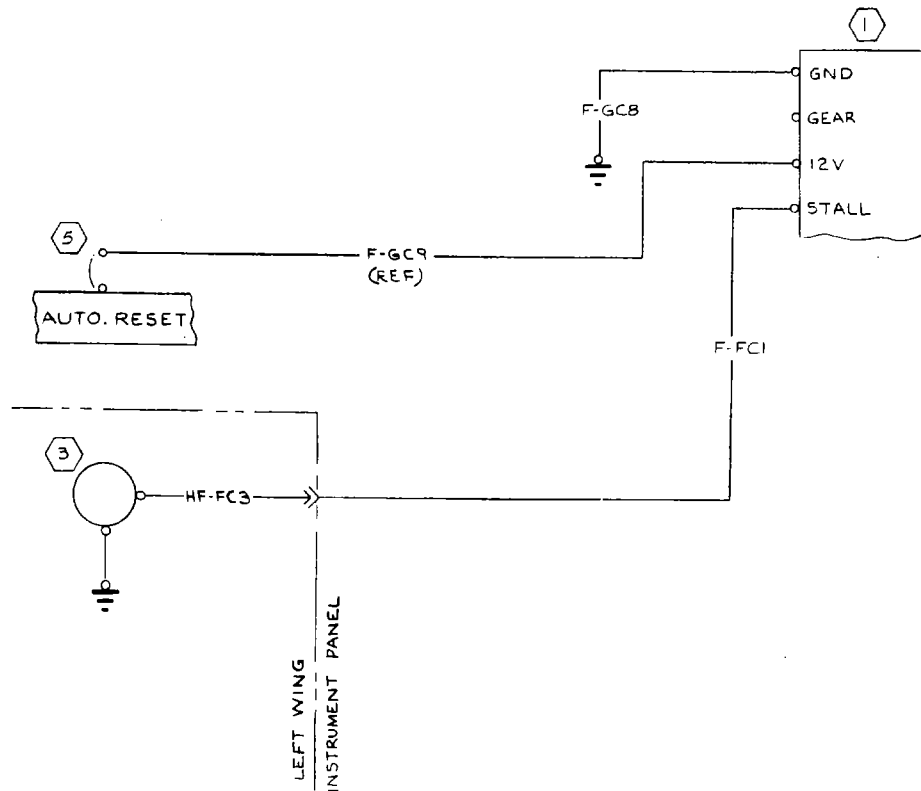 1
GND
F-GC8
GEAR
12V
STALL
5
F-GC9
(REF)
AUTO. RESET
F-FC1
3
HF-FC3
LEFT WING
INSTRUMENT PANEL